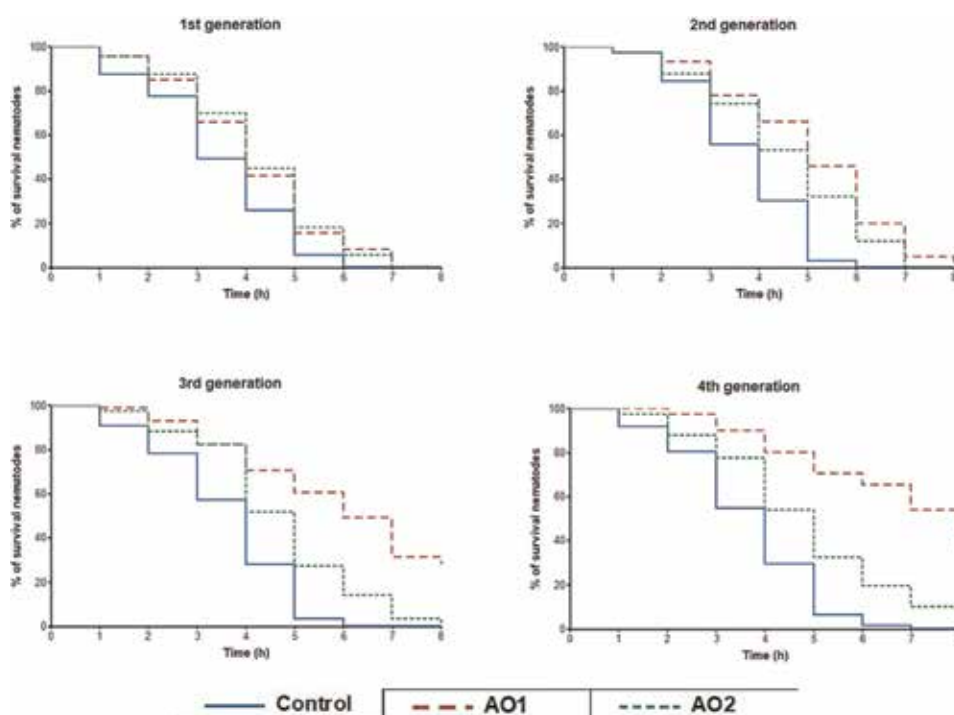 1st generation
% of survival nematodes
100
80
60
40
20
0
0 1 2 3 4 5 6 7 8
Time (h)
2nd generation
% of survival nematodes
100
80
60
40
20
0
0 1 2 3 4 5 6 7 8
Time (h)
3rd generation
% of survival nematodes
100
80
60
40
20
0
0 1 2 3 4 5 6 7 8
Time (h)
4th generation
% of survival nematodes
100
80
60
40
20
0
0 1 2 3 4 5 6 7 8
Time (h)
Control AO1 AO2